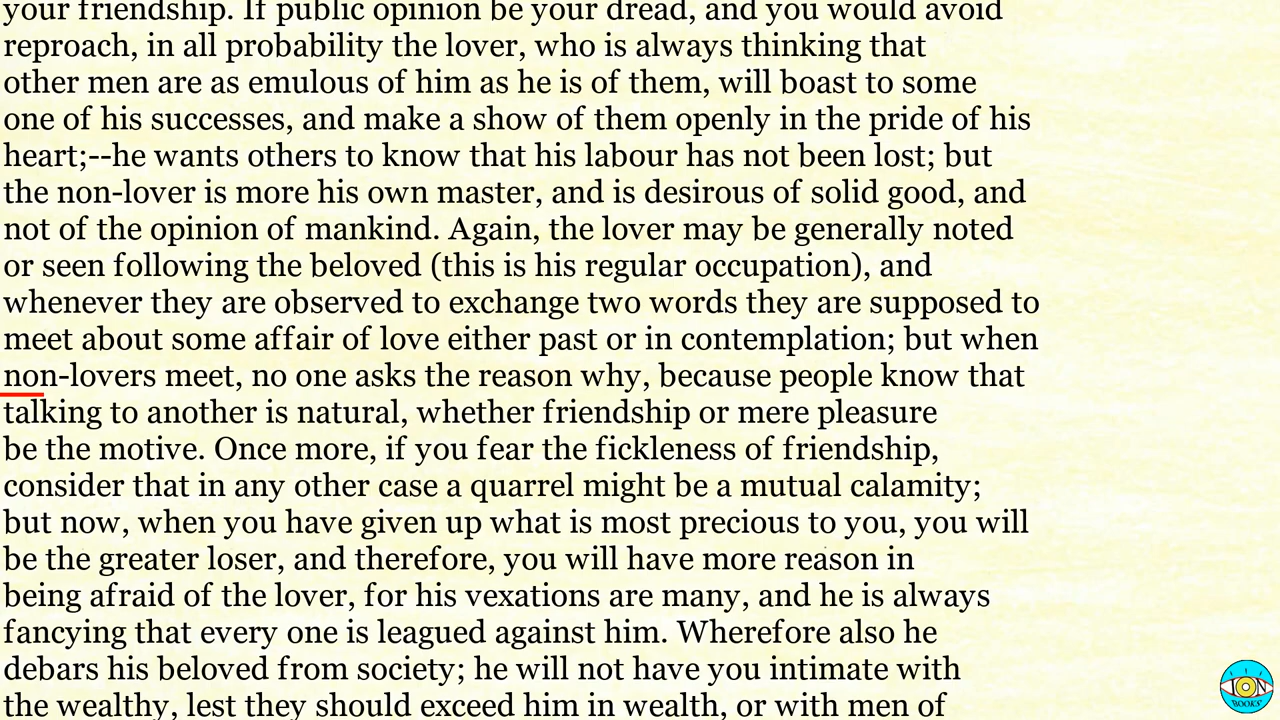 your friendship. If public opinion be your dread, and you would avoid
reproach, in all probability the lover, who is always thinking that
other men are as emulous of him as he is of them, will boast to some
one of his successes, and make a show of them openly in the pride of his
heart;--he wants others to know that his labour has not been lost; but
the non-lover is more his own master, and is desirous of solid good, and
not of the opinion of mankind. Again, the lover may be generally noted
or seen following the beloved (this is his regular occupation), and
whenever they are observed to exchange two words they are supposed to
meet about some affair of love either past or in contemplation; but when
non-lovers meet, no one asks the reason why, because people know that
talking to another is natural, whether friendship or mere pleasure
be the motive. Once more, if you fear the fickleness of friendship,
consider that in any other case a quarrel might be a mutual calamity;
but now, when you have given up what is most precious to you, you will
be the greater loser, and therefore, you will have more reason in
being afraid of the lover, for his vexations are many, and he is always
fancying that every one is leagued against him. Wherefore also he
debars his beloved from society; he will not have you intimate with
the wealthy, lest they should exceed him in wealth, or with men of
ION
BOOKS